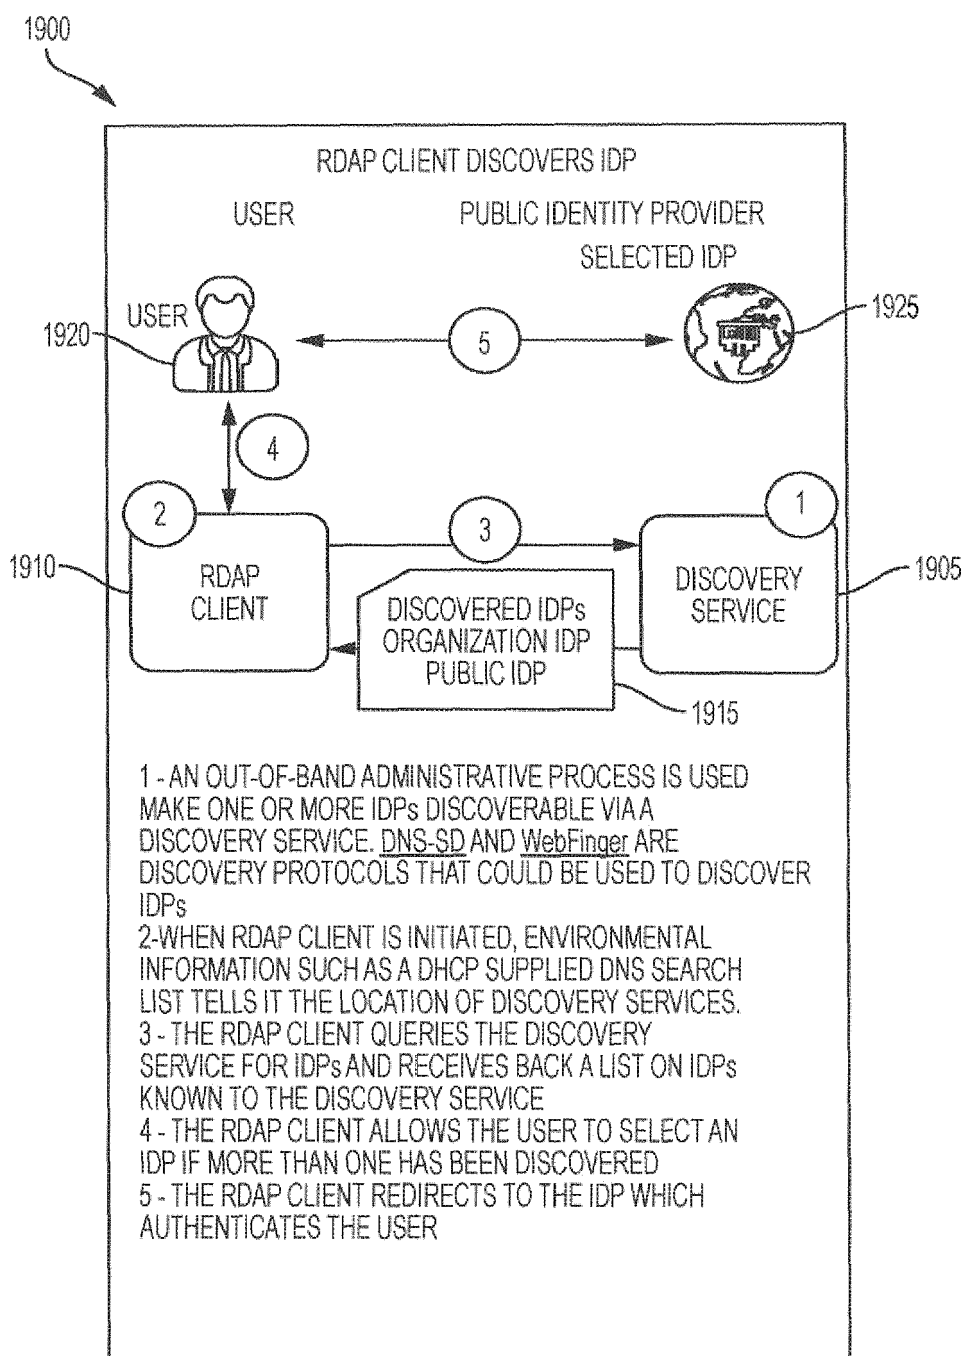 1900
RDAP CLIENT DISCOVERS IDP
USER
PUBLIC IDENTITY PROVIDER
SELECTED IDP
USER
1920
5
1925
4
2
1
3
1910
RDAP
CLIENT
DISCOVERY
SERVICE
1905
DISCOVERED IDPs
ORGANIZATION IDP
PUBLIC IDP
1915
1 - AN OUT-OF-BAND ADMINISTRATIVE PROCESS IS USED
MAKE ONE OR MORE IDPs DISCOVERABLE VIA A
DISCOVERY SERVICE. DNS-SD AND WebFinger ARE
DISCOVERY PROTOCOLS THAT COULD BE USED TO DISCOVER
IDPs
2-WHEN RDAP CLIENT IS INITIATED, ENVIRONMENTAL
INFORMATION SUCH AS A DHCP SUPPLIED DNS SEARCH
LIST TELLS IT THE LOCATION OF DISCOVERY SERVICES.
3 - THE RDAP CLIENT QUERIES THE DISCOVERY
SERVICE FOR IDPs AND RECEIVES BACK A LIST ON IDPs
KNOWN TO THE DISCOVERY SERVICE
4 - THE RDAP CLIENT ALLOWS THE USER TO SELECT AN
IDP IF MORE THAN ONE HAS BEEN DISCOVERED
5 - THE RDAP CLIENT REDIRECTS TO THE IDP WHICH
AUTHENTICATES THE USER